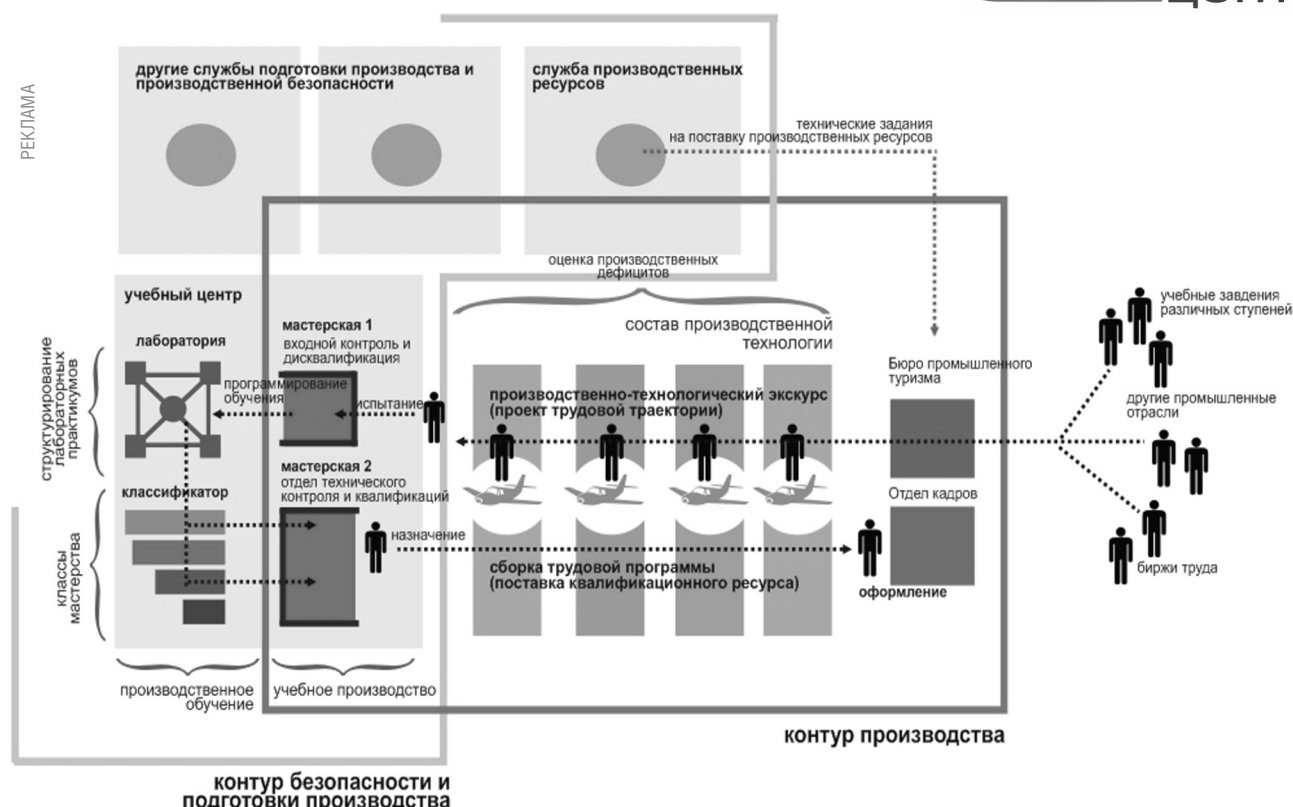 РЕКЛАМА
другие службы подготовки производства и
производственной безопасности
служба производственных
ресурсов
технические задания
на поставку производственных ресурсов
оценка производственных
дефицитов
учебный центр
лаборатория
структурирование
лабораторных
практикумов
программирование
обучения
мастерская 1
входной контроль и
дисквалификация
испытание
состав производственной
технологии
производственно-технологический экскурс
(проект трудовой траектории)
Бюро промышленного
туризма
учебные завдения
различных ступеней
другие промышленные
отрасли
биржи труда
классификатор
классы
мастерства
мастерская 2
отдел технического
контроля и квалификаций
назначение
сборка трудовой программы
(поставка квалификационного ресурса)
Отдел кадров
оформление
производственное
обучение
учебное производство
контур производства
контур безопасности и
подготовки производства